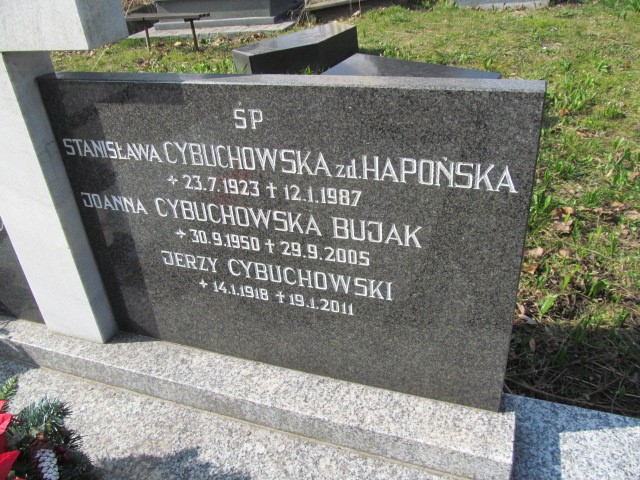 ŚP
STANISŁAWA CYBUCHOWSKA zd. HAPOŃSKA
+ 23.7.1923 † 12.1.1987
JOANNA CYBUCHOWSKA BUJAK
+ 30.9.1950 † 29.9.2005
JERZY CYBUCHOWSKI
+ 14.1.1918 † 19.1.2011